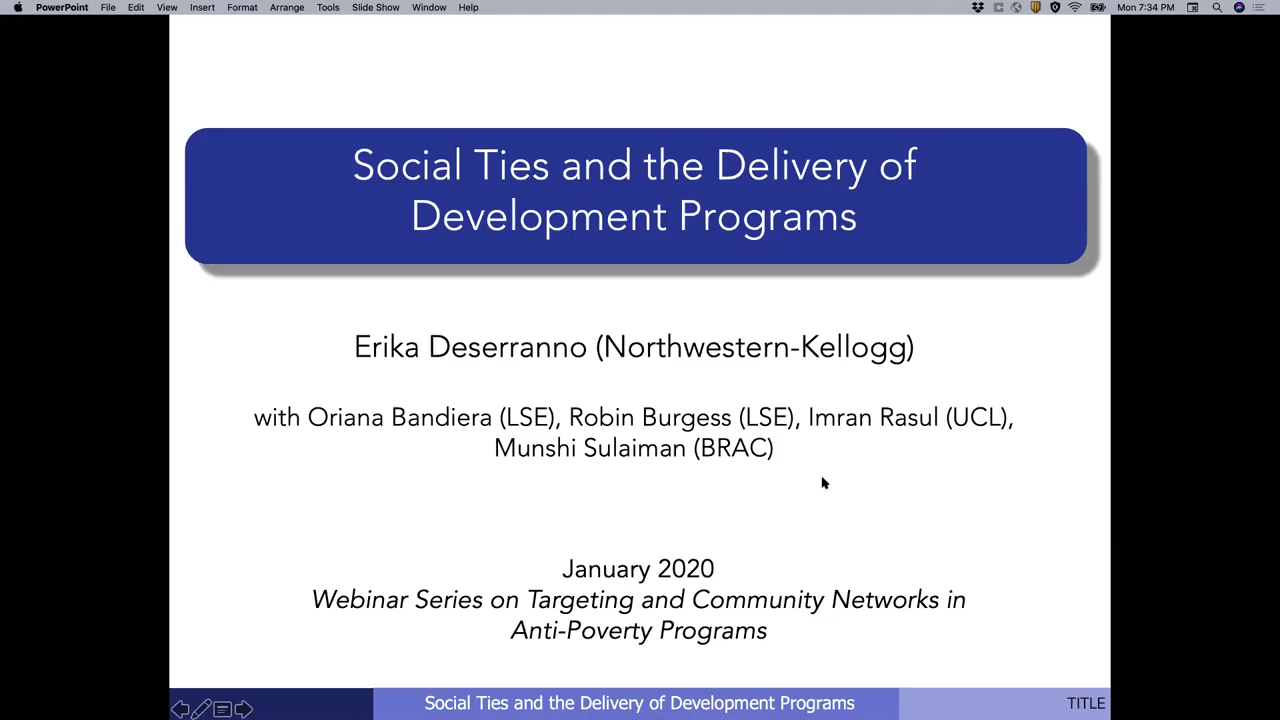 PowerPoint File Edit View Insert Format Arrange Tools Slide Show Window Help Mon 7:34 PM
Social Ties and the Delivery of
Development Programs
Erika Deserranno (Northwestern-Kellogg)
with Oriana Bandiera (LSE), Robin Burgess (LSE), Imran Rasul (UCL),
Munshi Sulaiman (BRAC)
January 2020
Webinar Series on Targeting and Community Networks in
Anti-Poverty Programs
Social Ties and the Delivery of Development Programs TITLE